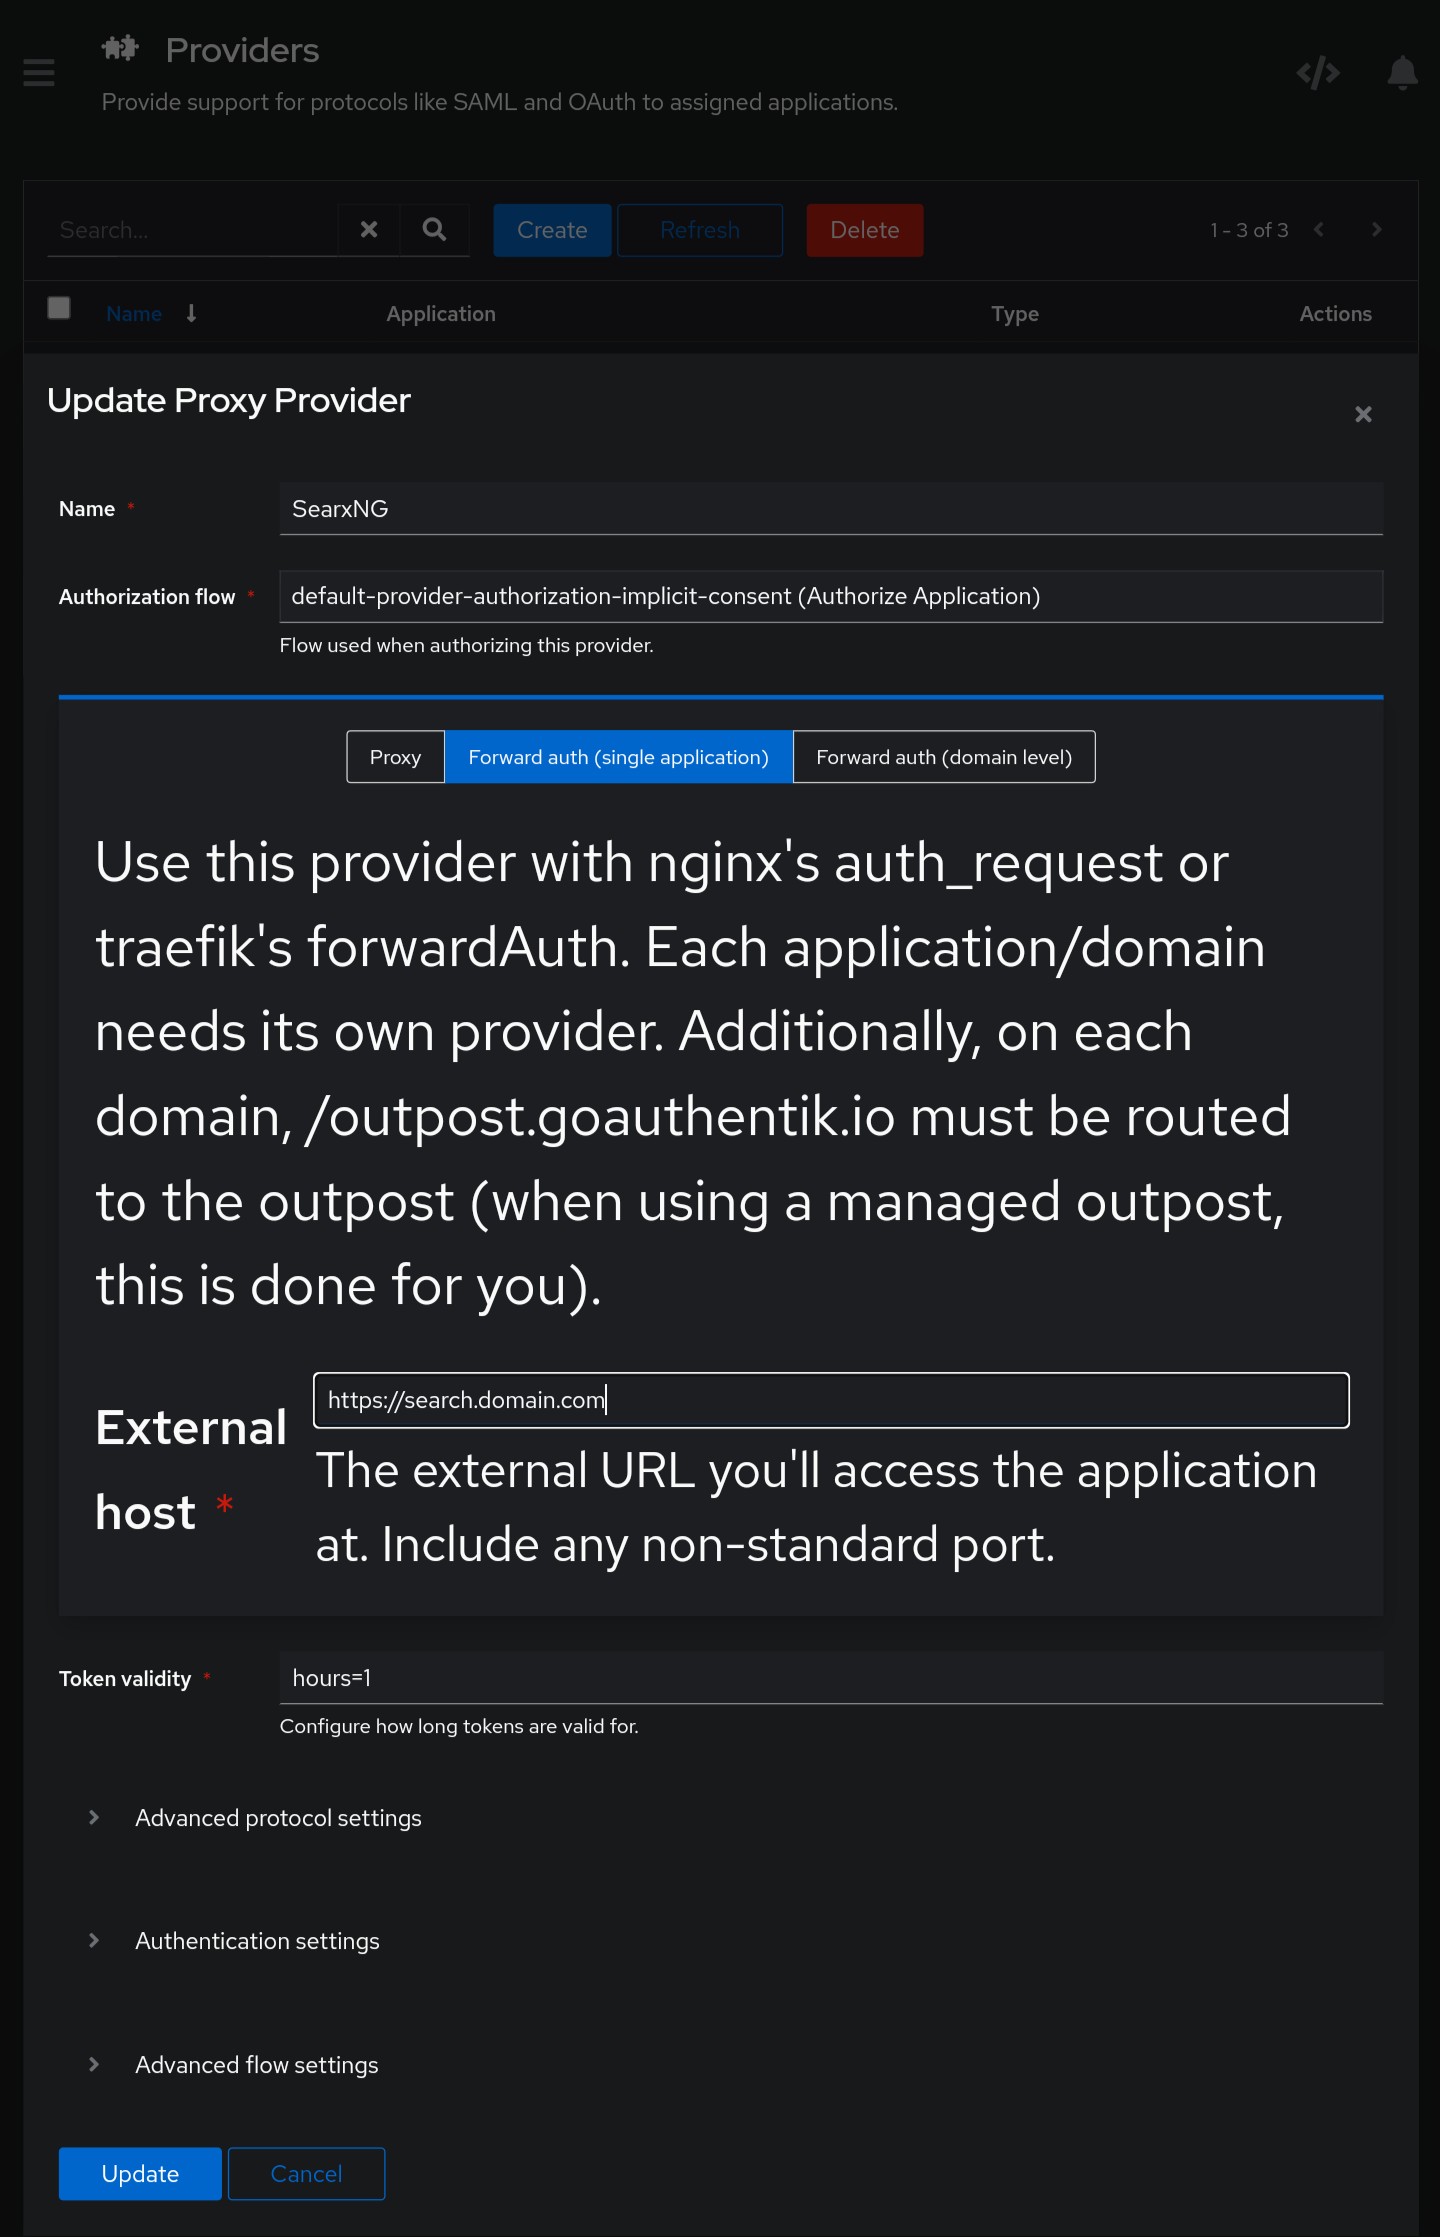 Providers
Provide support for protocols like SAML and OAuth to assigned applications.
Search...
Create
Refresh
Delete
1 - 3 of 3
Name
Application
Type
Actions
Update Proxy Provider
Name *
SearxNG
Authorization flow *
default-provider-authorization-implicit-consent (Authorize Application)
Flow used when authorizing this provider.
Proxy
Forward auth (single application)
Forward auth (domain level)
Use this provider with nginx's auth_request or
traefik's forwardAuth. Each application/domain
needs its own provider. Additionally, on each
domain, /outpost.goauthentik.io must be routed
to the outpost (when using a managed outpost,
this is done for you).
External
host *
https://search.domain.com
The external URL you'll access the application
at. Include any non-standard port.
Token validity *
hours=1
Configure how long tokens are valid for.
Advanced protocol settings
Authentication settings
Advanced flow settings
Update
Cancel